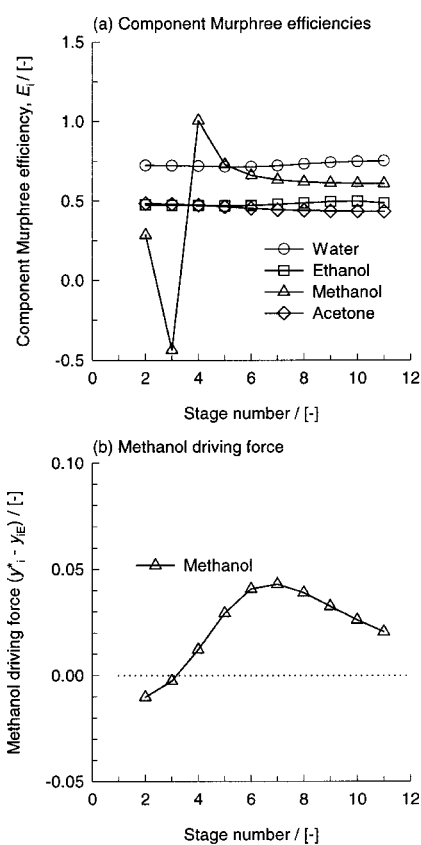 (a) Component Murphree efficiencies
Component Murphree efficiency, Eᵢ / [-]
1.5
1.0
0.5
0.0
-0.5
Water
Ethanol
Methanol
Acetone
0 2 4 6 8 10 12
Stage number / [-]
(b) Methanol driving force
Methanol driving force (y*ᵢ - yᵢE) / [-]
0.10
0.05
0.00
-0.05
Methanol
0 2 4 6 8 10 12
Stage number / [-]